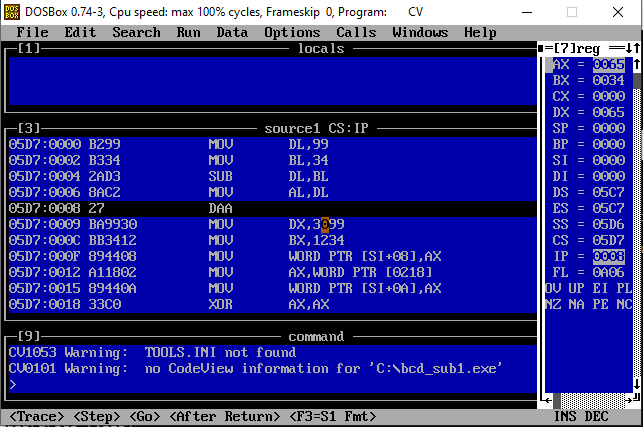 DOSBox 0.74-3, Cpu speed: max 100% cycles, Frameskip 0, Program: CV
File Edit Search Run Data Options Calls Windows Help
[1] locals
[3] source1 CS:IP
05D7:0000 B299 MOV DL,99
05D7:0002 B334 MOV BL,34
05D7:0004 2AD3 SUB DL,BL
05D7:0006 8AC2 MOV AL,DL
05D7:0008 27 DAA
05D7:0009 BA9930 MOV DX,3099
05D7:000C BB3412 MOV BX,1234
05D7:000F 894408 MOV WORD PTR [SI+08],AX
05D7:0012 A11802 MOV AX,WORD PTR [0218]
05D7:0015 89440A MOV WORD PTR [SI+0A],AX
05D7:0018 33C0 XOR AX,AX
[9] command
CV1053 Warning: TOOLS.INI not found
CV0101 Warning: no CodeView information for 'C:\bcd_sub1.exe'
>
[7]reg
AX = 0065
BX = 0034
CX = 0000
DX = 0065
SP = 0000
BP = 0000
SI = 0000
DI = 0000
DS = 05C7
ES = 05C7
SS = 05D6
CS = 05D7
IP = 0008
FL = 0A06
OV UP EI PL
NZ NA PE NC
<Trace> <Step> <Go> <After Return> <F3=S1 Fmt> INS DEC